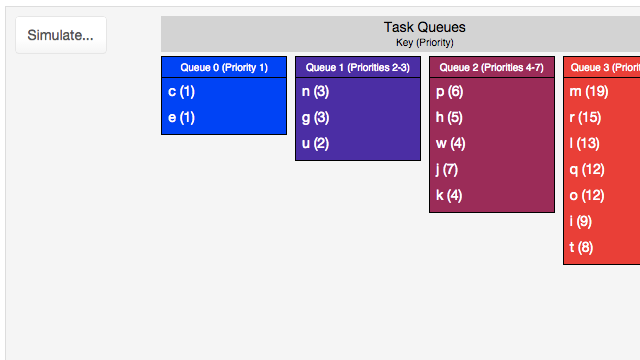 Simulate...
Task Queues
Key (Priority)
Queue 0 (Priority 1)
c (1)
e (1)
Queue 1 (Priorities 2-3)
n (3)
g (3)
u (2)
Queue 2 (Priorities 4-7)
p (6)
h (5)
w (4)
j (7)
k (4)
Queue 3 (Priorit
m (19)
r (15)
l (13)
q (12)
o (12)
i (9)
t (8)